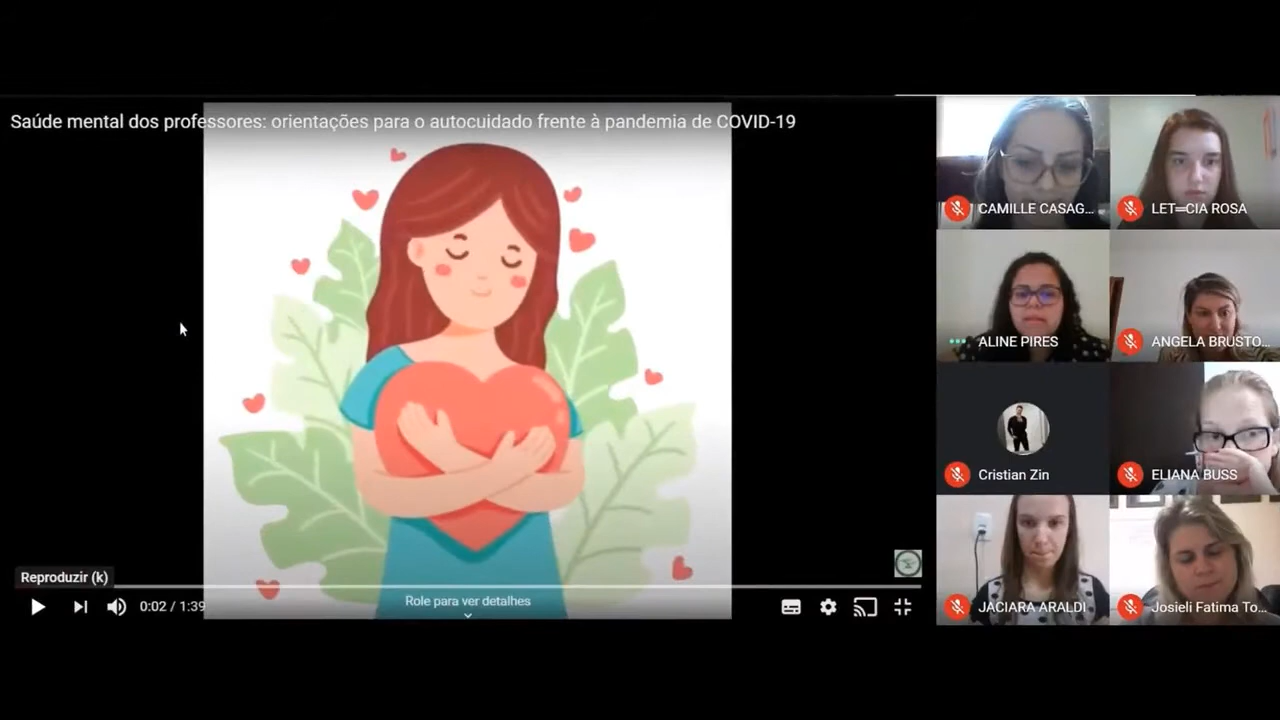 Saúde mental dos professores: orientações para o autocuidado frente à pandemia de COVID-19
CAMILLE CASAG...
LET═CIA ROSA
ALINE PIRES
ANGELA BRUSTO...
Cristian Zin
ELIANA BUSS
JACIARA ARALDI
Josieli Fatima To...
Reproduzir (k)
0:02 / 1:39
Role para ver detalhes